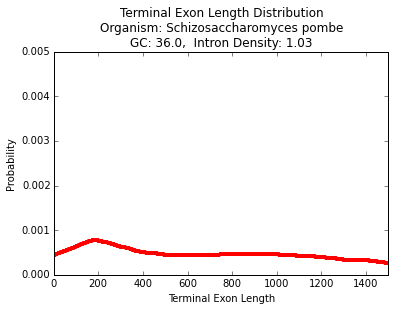 Terminal Exon Length Distribution
Organism: Schizosaccharomyces pombe
GC: 36.0,  Intron Density: 1.03
0.005
0.004
0.003
0.002
0.001
0.000
Probability
0 200 400 600 800 1000 1200 1400
Terminal Exon Length